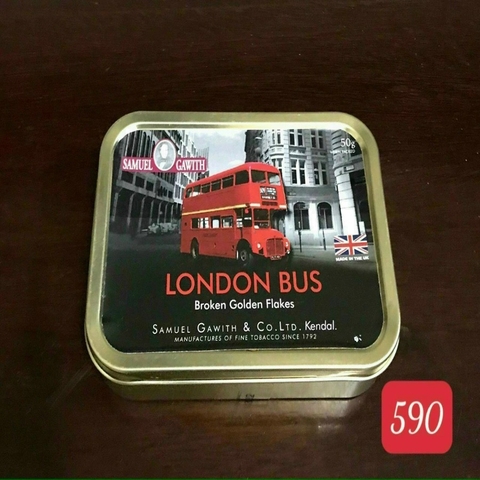 50g
SAMUEL GAWITH
MADE IN THE UK
LONDON BUS
Broken Golden Flakes
SAMUEL GAWITH & CO. LTD. Kendal.
MANUFACTURES OF FINE TOBACCO SINCE 1792
590